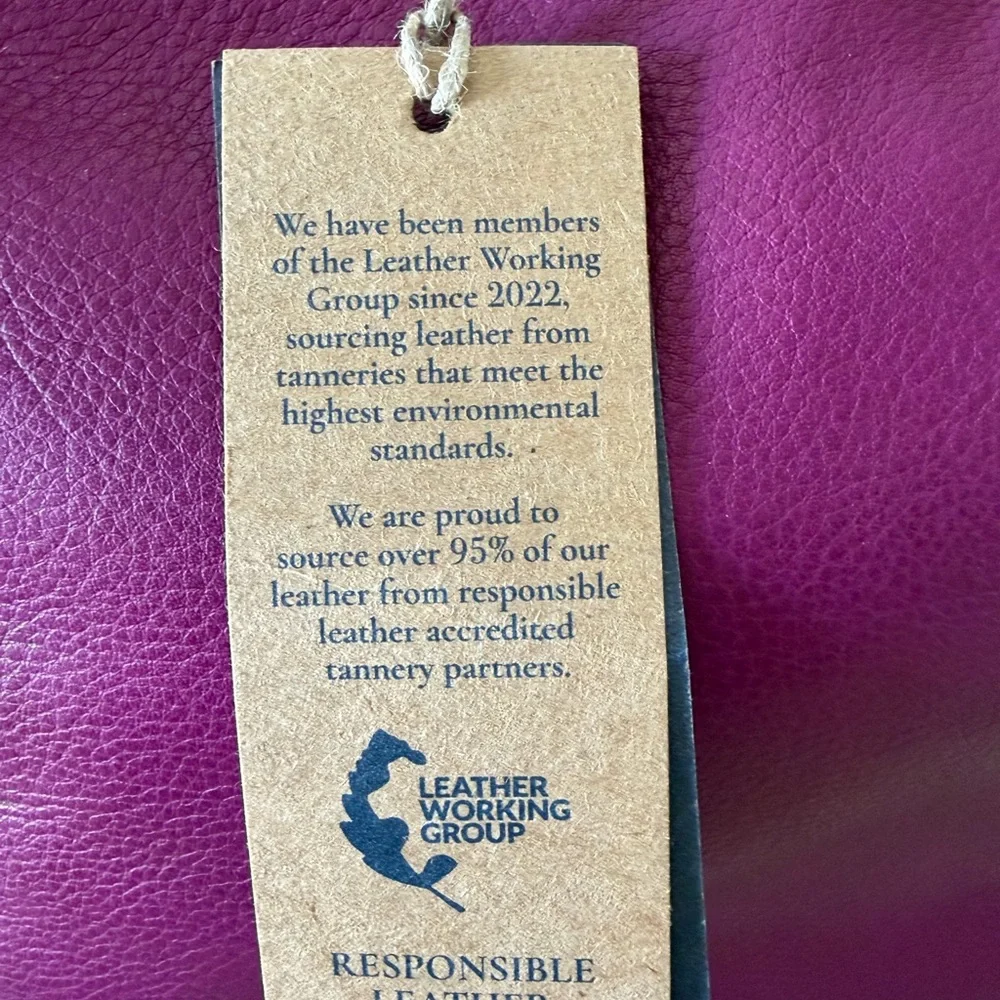 We have been members
of the Leather Working
Group since 2022,
sourcing leather from
tanneries that meet the
highest environmental
standards.
We are proud to
source over 95% of our
leather from responsible
leather accredited
tannery partners.
LEATHER
WORKING
GROUP
RESPONSIBLE
LEATHER